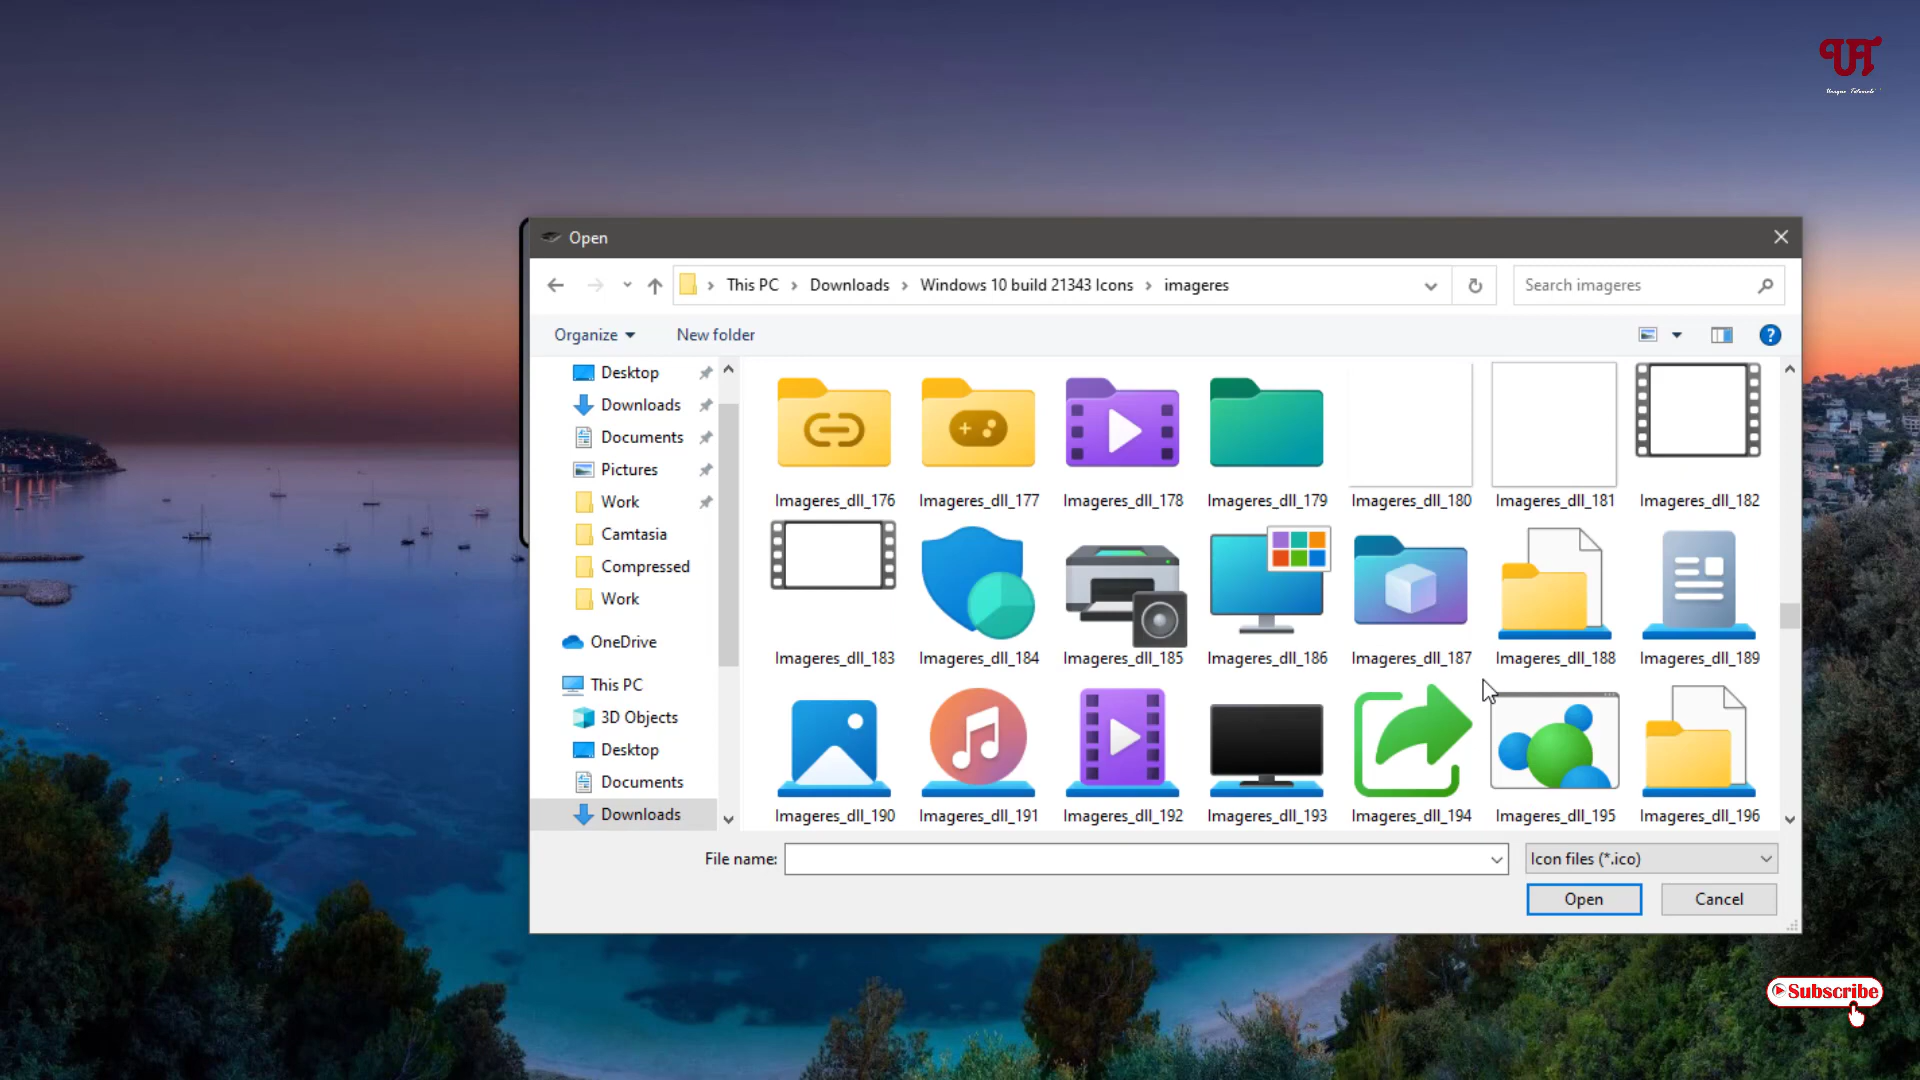 UT
Unique Tutorials
Open
This PC
Downloads
Windows 10 build 21343 Icons
imageres
Search imageres
Organize
New folder
Desktop
Downloads
Documents
Pictures
Work
Camtasia
Compressed
Work
OneDrive
This PC
3D Objects
Desktop
Documents
Downloads
Imageres_dll_176 Imageres_dll_177 Imageres_dll_178 Imageres_dll_179 Imageres_dll_180 Imageres_dll_181 Imageres_dll_182
Imageres_dll_183 Imageres_dll_184 Imageres_dll_185 Imageres_dll_186 Imageres_dll_187 Imageres_dll_188 Imageres_dll_189
Imageres_dll_190 Imageres_dll_191 Imageres_dll_192 Imageres_dll_193 Imageres_dll_194 Imageres_dll_195 Imageres_dll_196
File name:
Icon files (*.ico)
Open
Cancel
Subscribe